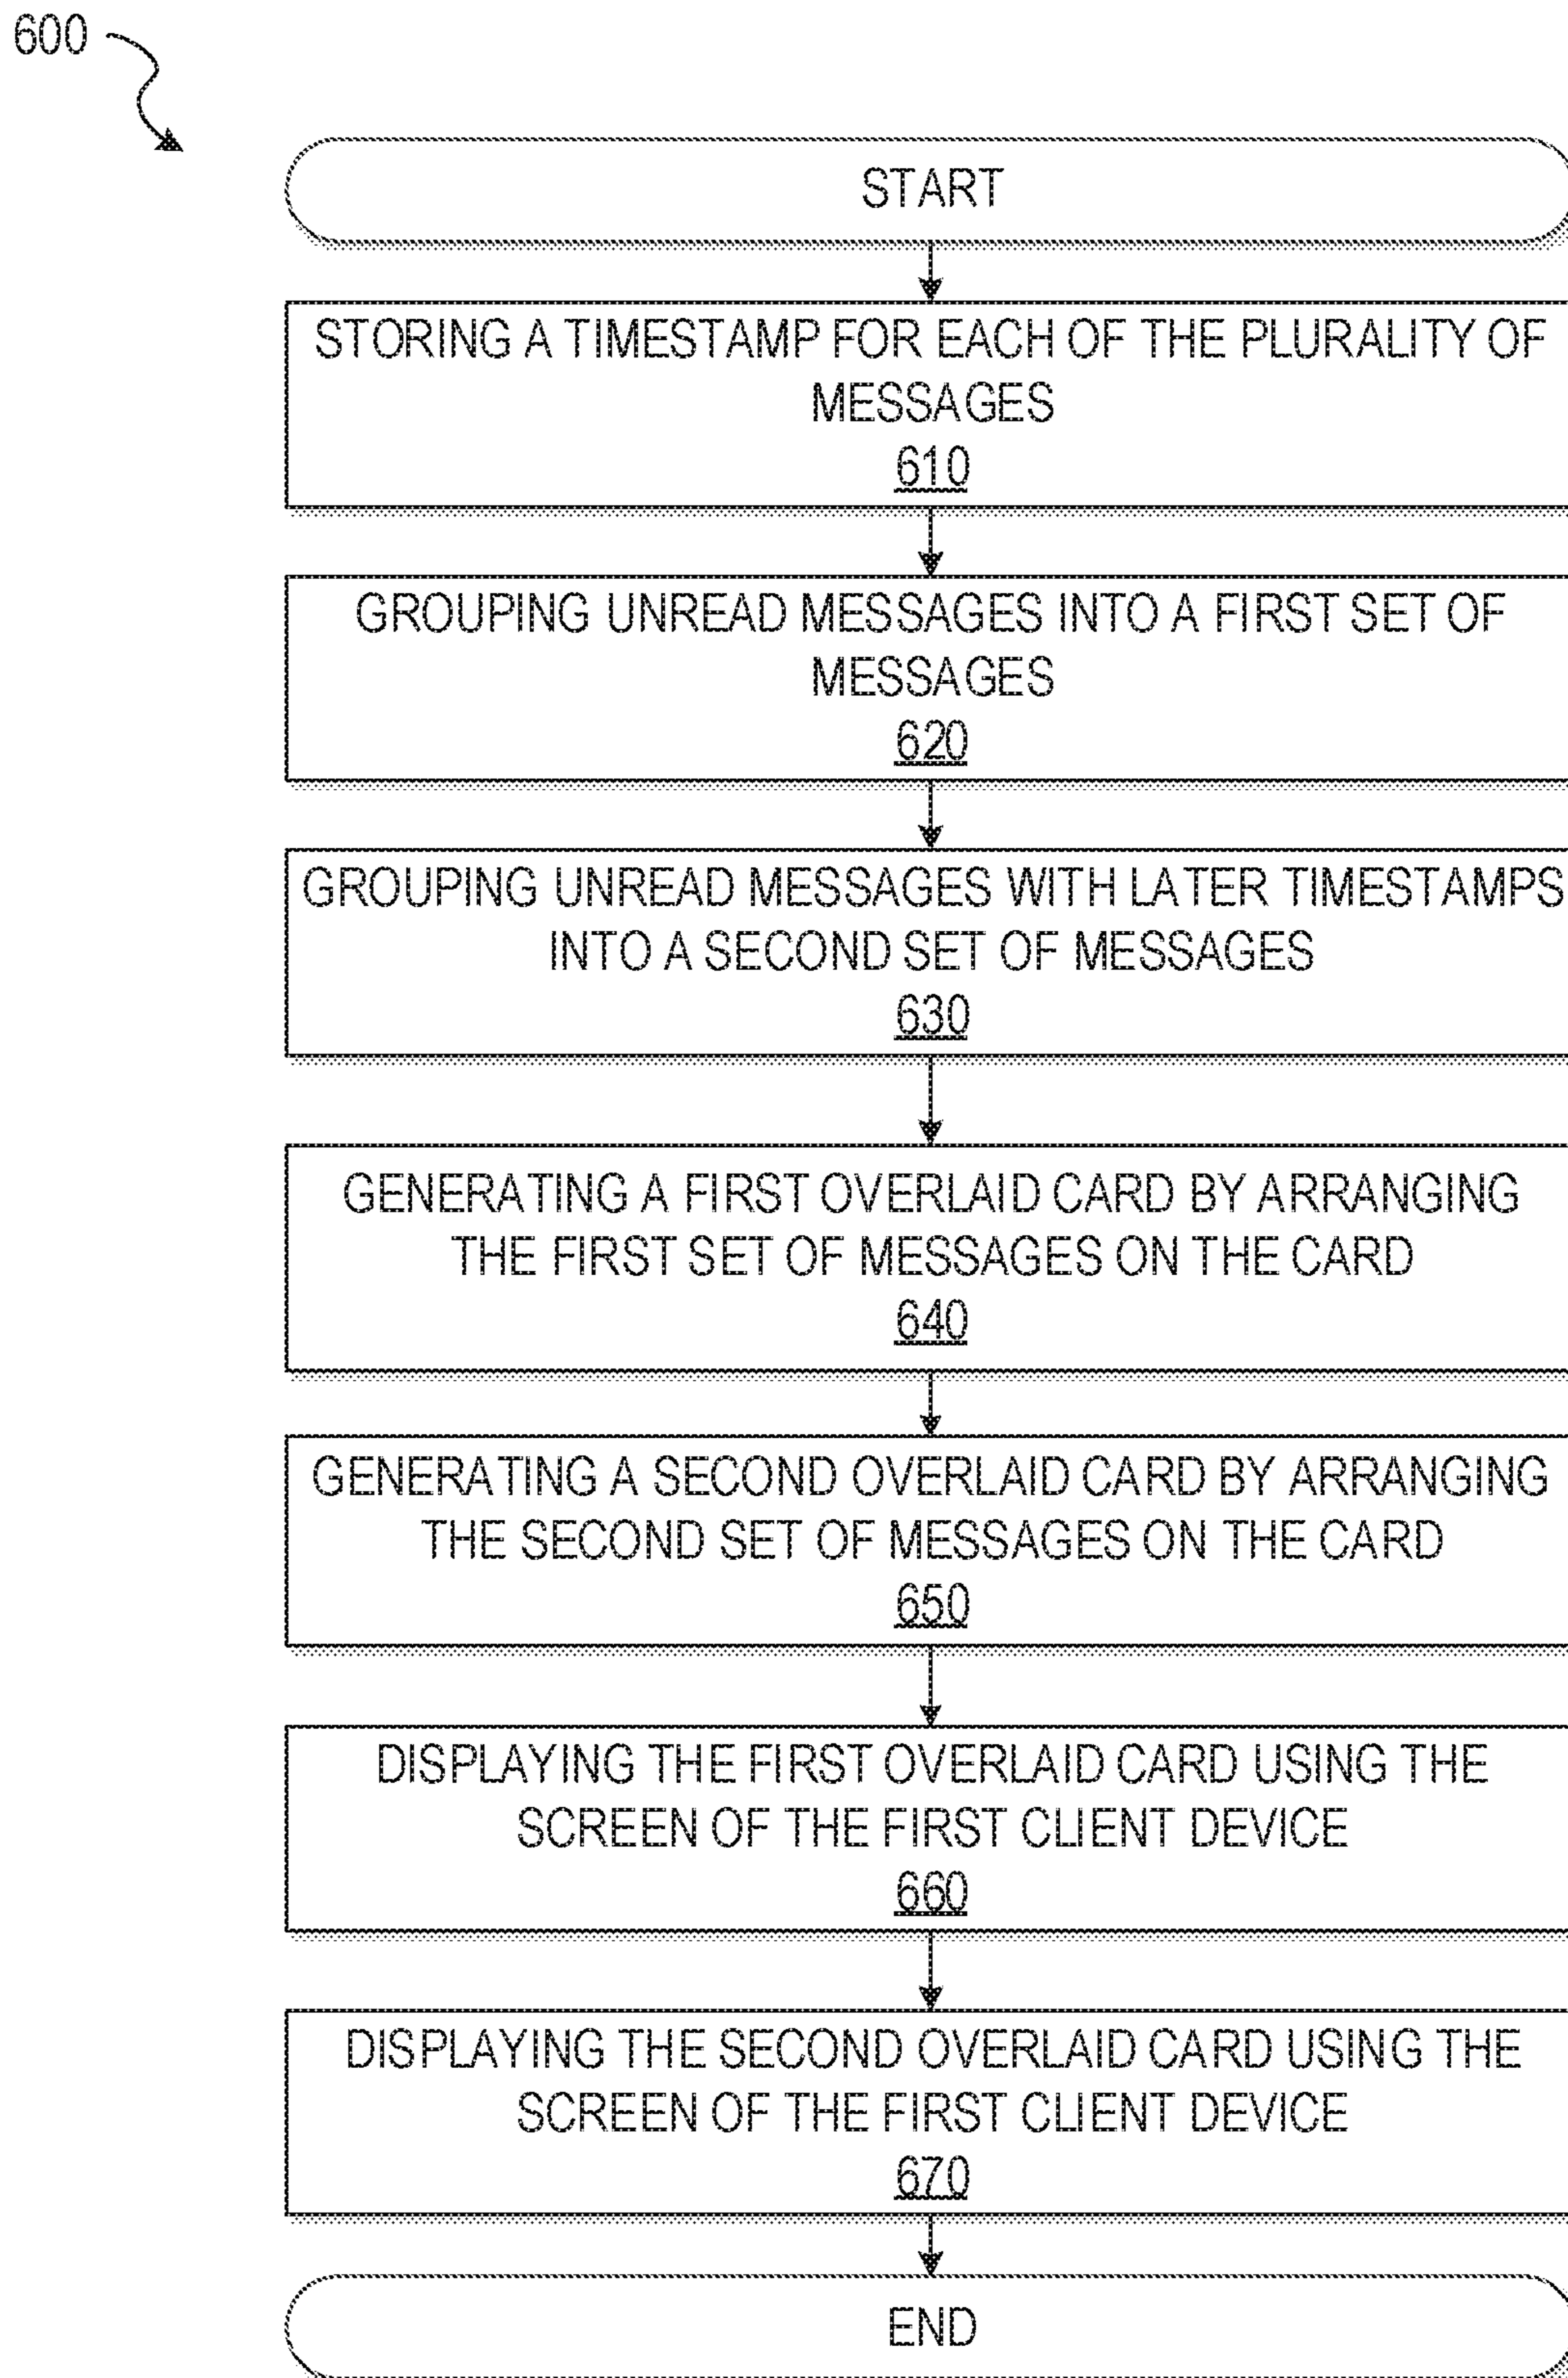 600
START
STORING A TIMESTAMP FOR EACH OF THE PLURALITY OF
MESSAGES
610
GROUPING UNREAD MESSAGES INTO A FIRST SET OF
MESSAGES
620
GROUPING UNREAD MESSAGES WITH LATER TIMESTAMPS
INTO A SECOND SET OF MESSAGES
630
GENERATING A FIRST OVERLAID CARD BY ARRANGING
THE FIRST SET OF MESSAGES ON THE CARD
640
GENERATING A SECOND OVERLAID CARD BY ARRANGING
THE SECOND SET OF MESSAGES ON THE CARD
650
DISPLAYING THE FIRST OVERLAID CARD USING THE
SCREEN OF THE FIRST CLIENT DEVICE
660
DISPLAYING THE SECOND OVERLAID CARD USING THE
SCREEN OF THE FIRST CLIENT DEVICE
670
END